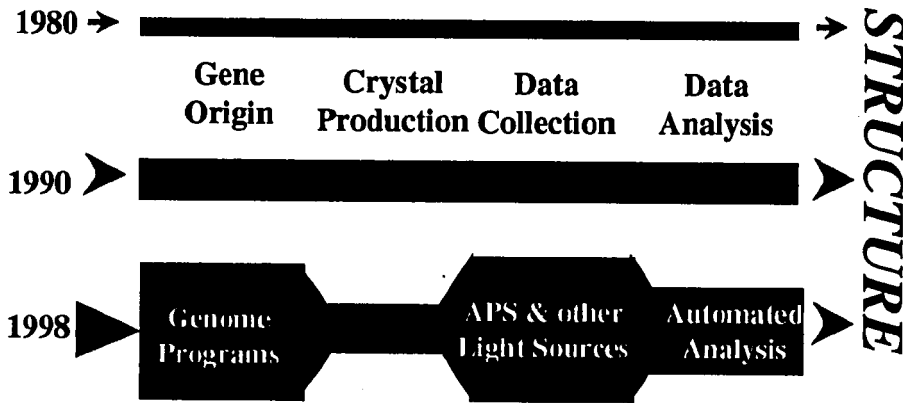 1980
Gene
Origin
Crystal
Production
Data
Collection
Data
Analysis
1990
1998
Genome
Programs
APS & other
Light Sources
Automated
Analysis
STRUCTURE